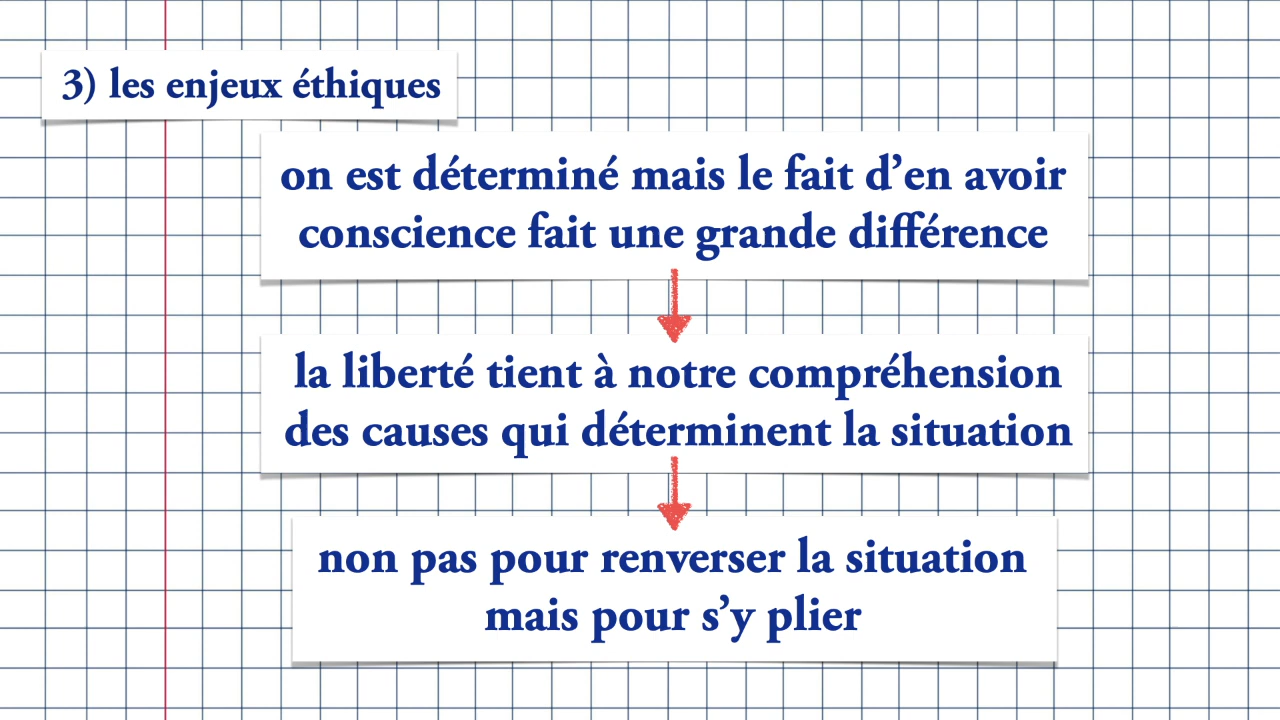 3) les enjeux éthiques
on est déterminé mais le fait d’en avoir
conscience fait une grande différence
la liberté tient à notre compréhension
des causes qui déterminent la situation
non pas pour renverser la situation
mais pour s’y plier